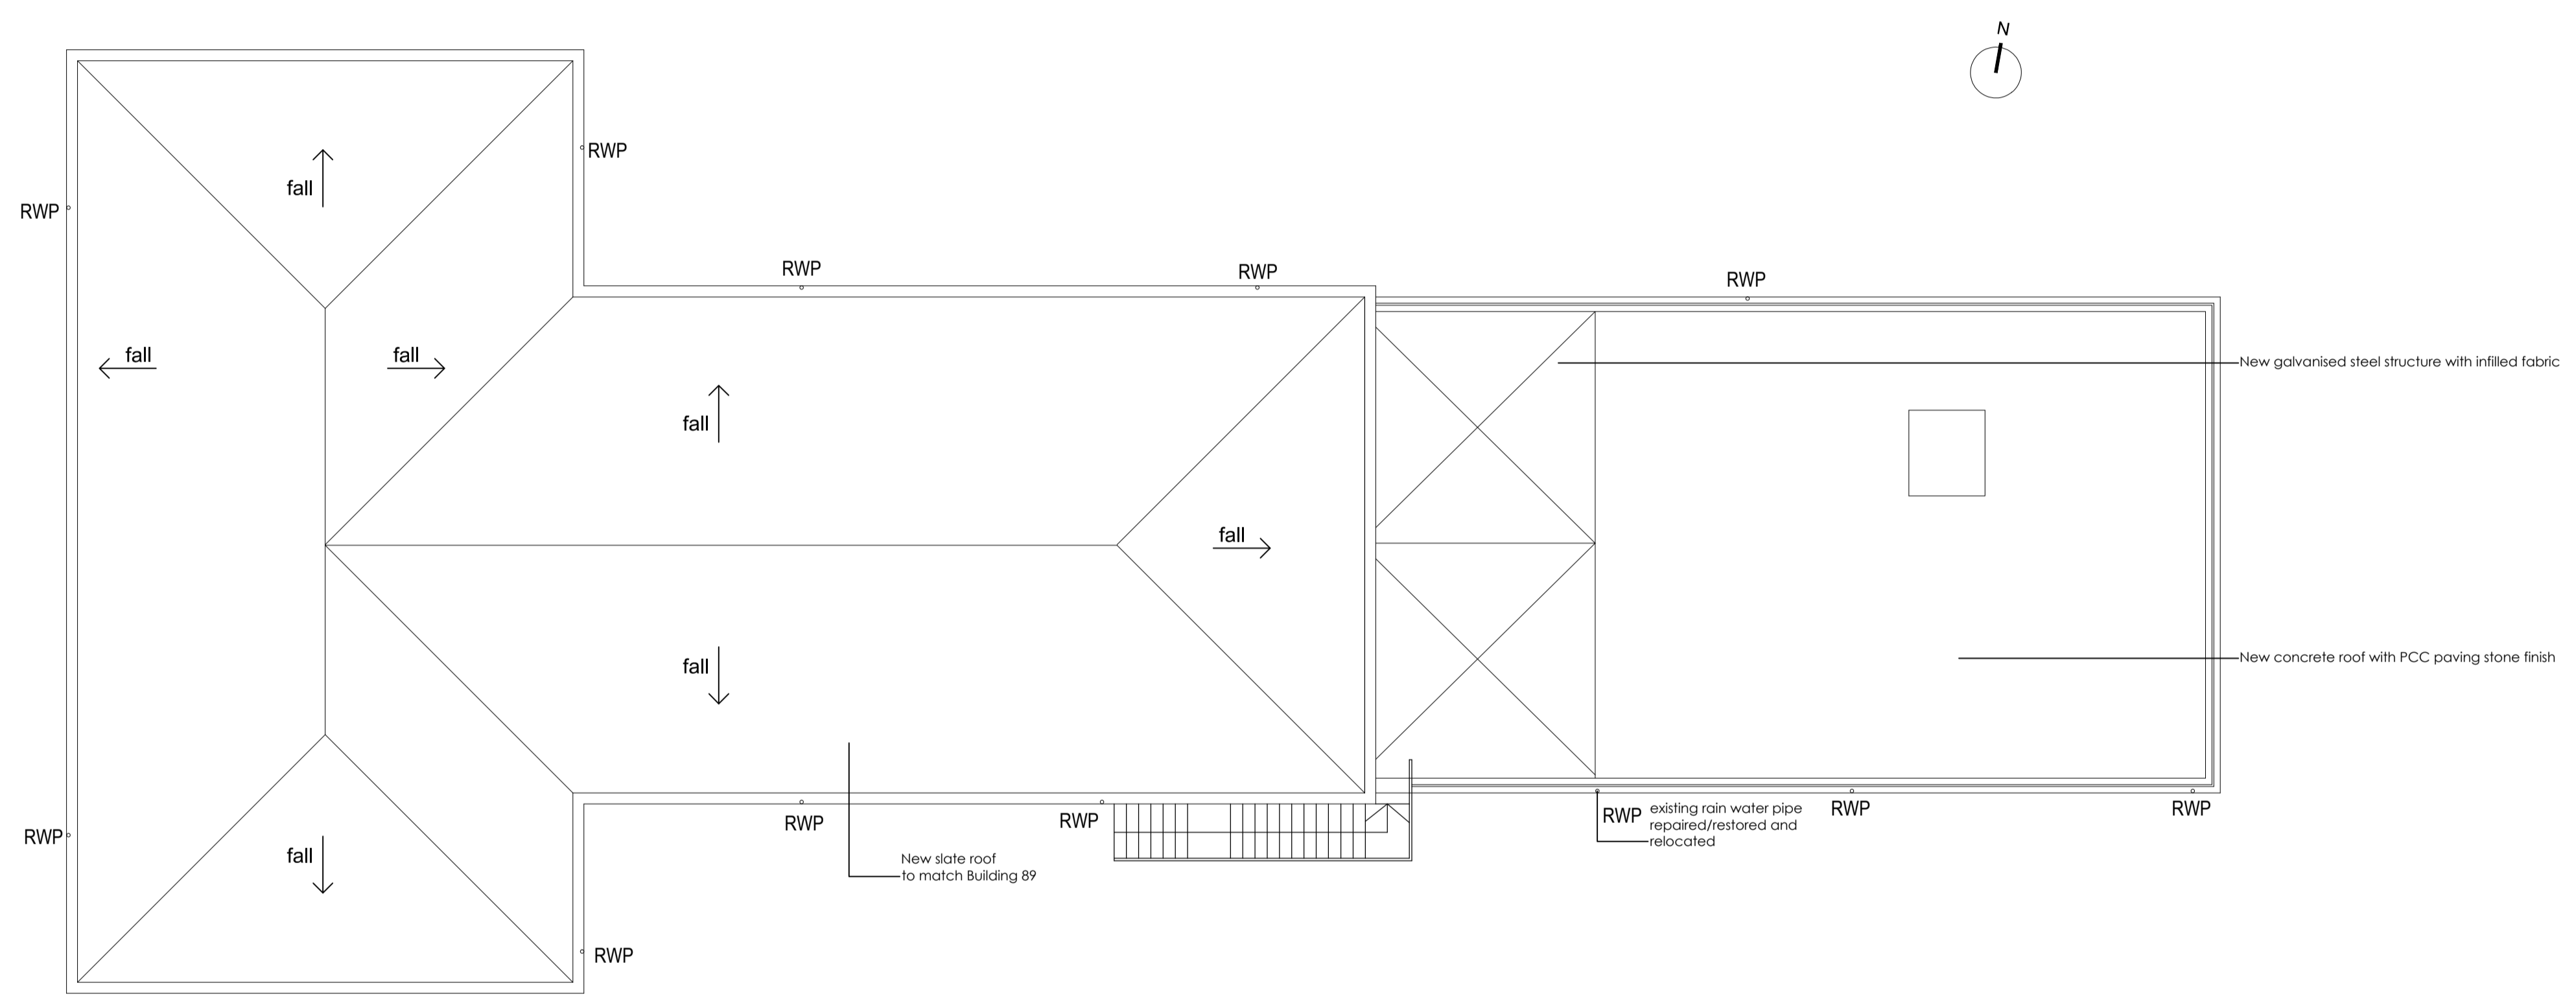 N
RWP
fall
RWP
RWP
RWP
RWP
RWP
fall
fall
New galvanised steel structure with infilled fabric
fall
fall
fall
New concrete roof with PCC paving stone finish
RWP
fall
RWP
RWP
RWP
existing rain water pipe
repaired/restored and
relocated
RWP
RWP
New slate roof
to match Building 89
RWP